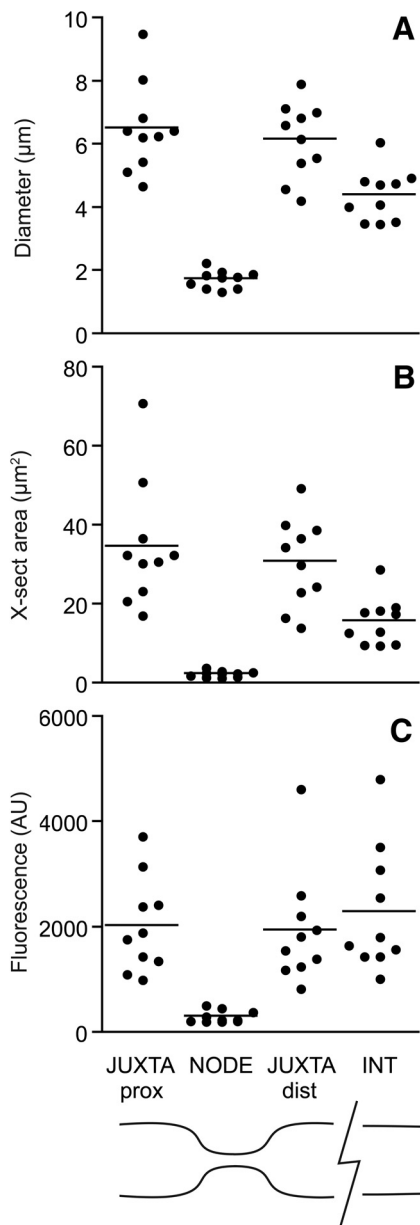 A
Diameter (µm)
10
8
6
4
2
0
B
X-sect area (µm²)
80
60
40
20
0
C
Fluorescence (AU)
6000
4000
2000
0
JUXTA prox
NODE
JUXTA dist
INT